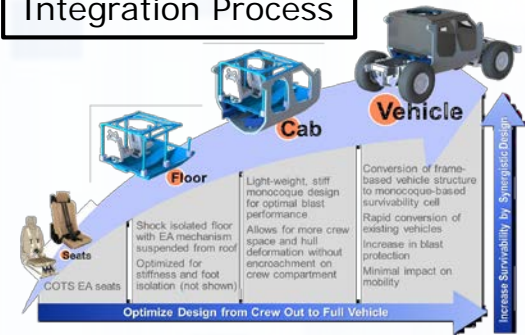 Integration Process
Vehicle
Cab
Floor
Seats
COTS EA seats
Shock isolated floor
with EA mechanism
suspended from roof
Optimized for
stiffness and foot
isolation (not shown)
Light-weight, stiff
monocoque design
for optimal blast
performance
Allows for more crew
space and hull
deformation without
encroachment on
crew compartment
Conversion of frame-
based vehicle structure
to monocoque-based
survivability cell
Rapid conversion of
existing vehicles
Increase in blast
protection
Minimal impact on
mobility
Optimize Design from Crew Out to Full Vehicle
Increase Survivability by Synergistic Design